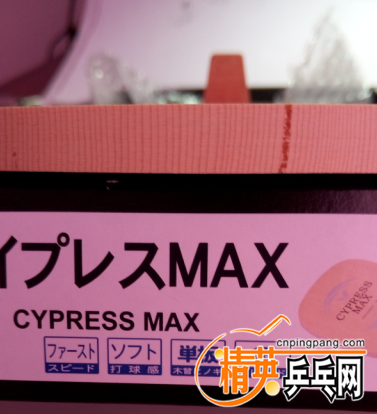 イプレスMAX
CYPRESS MAX
CYPRESS
MAX
ファースト ソフト 単板
スピード 打球感
cnpingpang.com
精英乒乓网